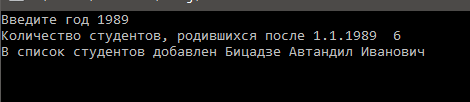 Введите год 1989
Количество студентов, родившихся после 1.1.1989  6
В список студентов добавлен Бицадзе Автандил Иванович